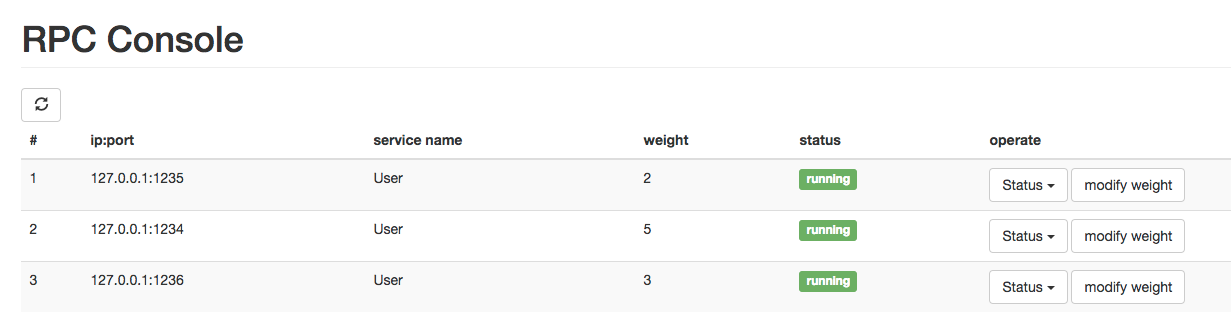 RPC Console
# ip:port service name weight status operate
1 127.0.0.1:1235 User 2 running Status modify weight
2 127.0.0.1:1234 User 5 running Status modify weight
3 127.0.0.1:1236 User 3 running Status modify weight